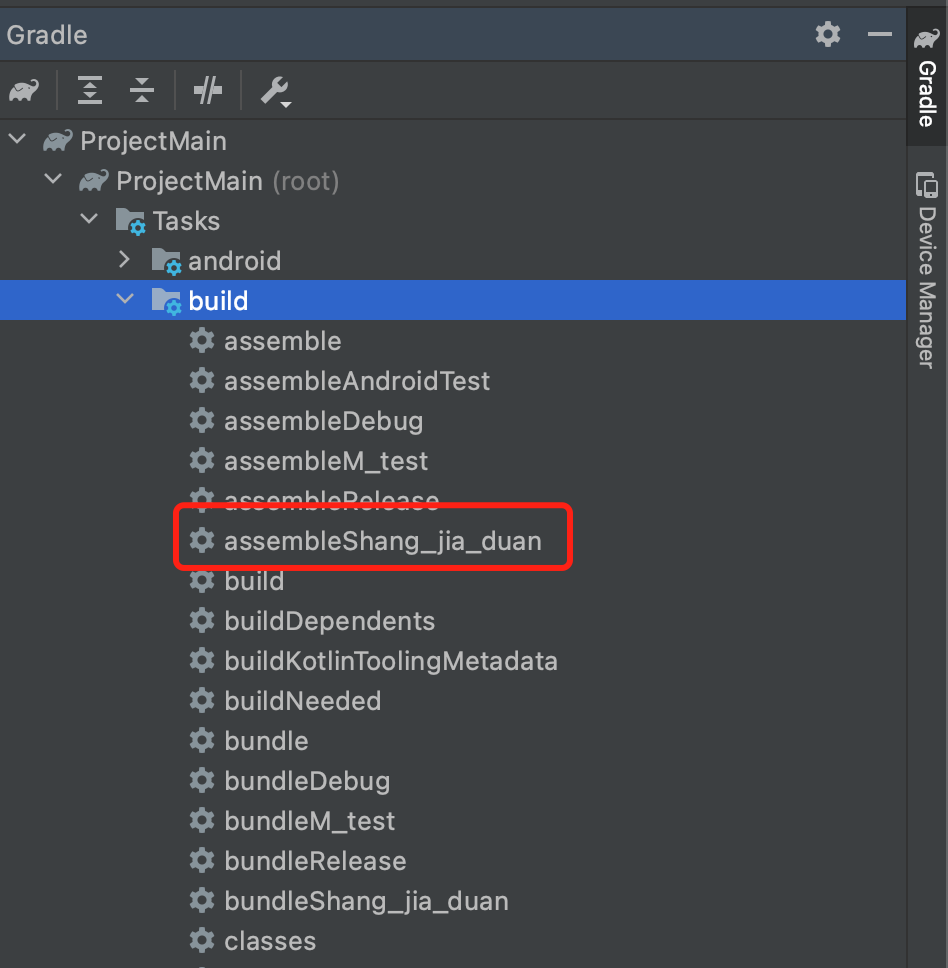 Gradle
ProjectMain
ProjectMain (root)
Tasks
android
build
assemble
assembleAndroidTest
assembleDebug
assembleM_test
assembleRelease
assembleShang_jia_duan
build
buildDependents
buildKotlinToolingMetadata
buildNeeded
bundle
bundleDebug
bundleM_test
bundleRelease
bundleShang_jia_duan
classes
Gradle
Device Manager